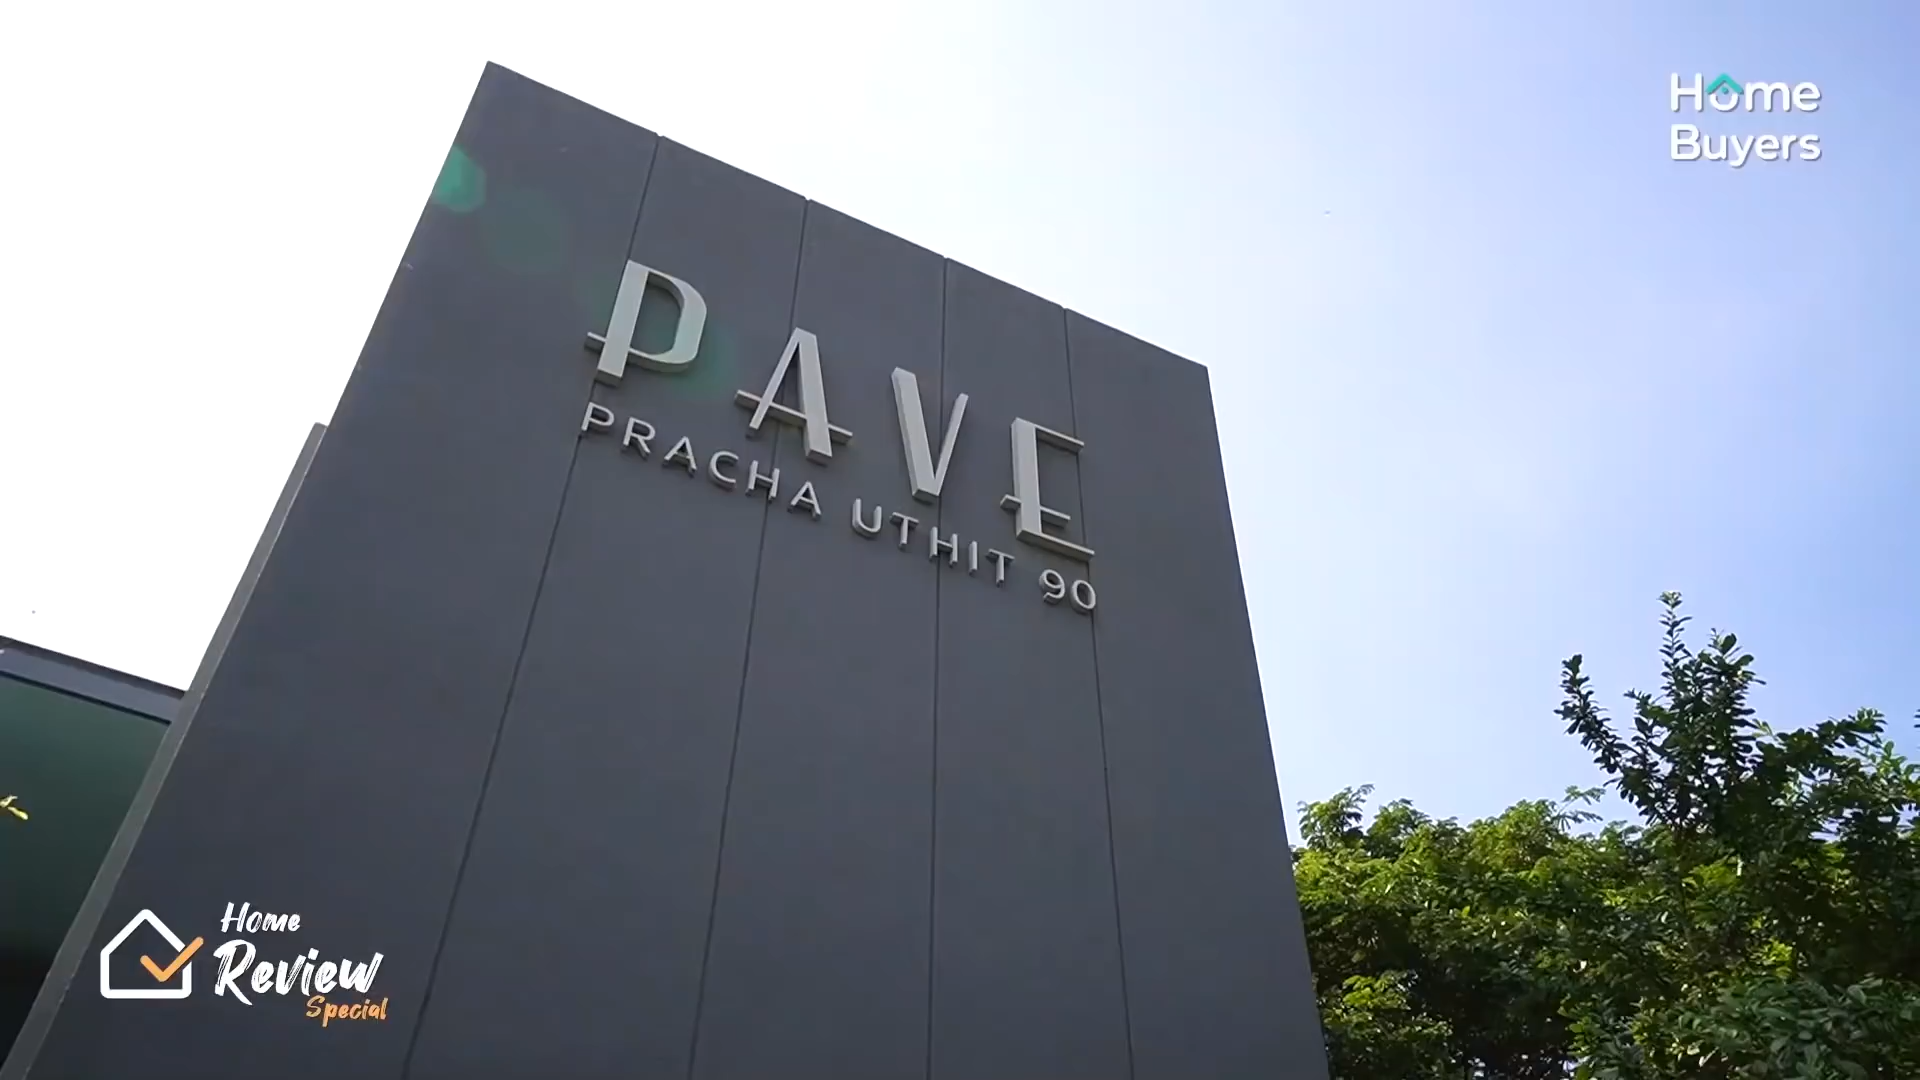 Home
Buyers
PAVE
PRACHA UTHIT 90
Home
Review
Special